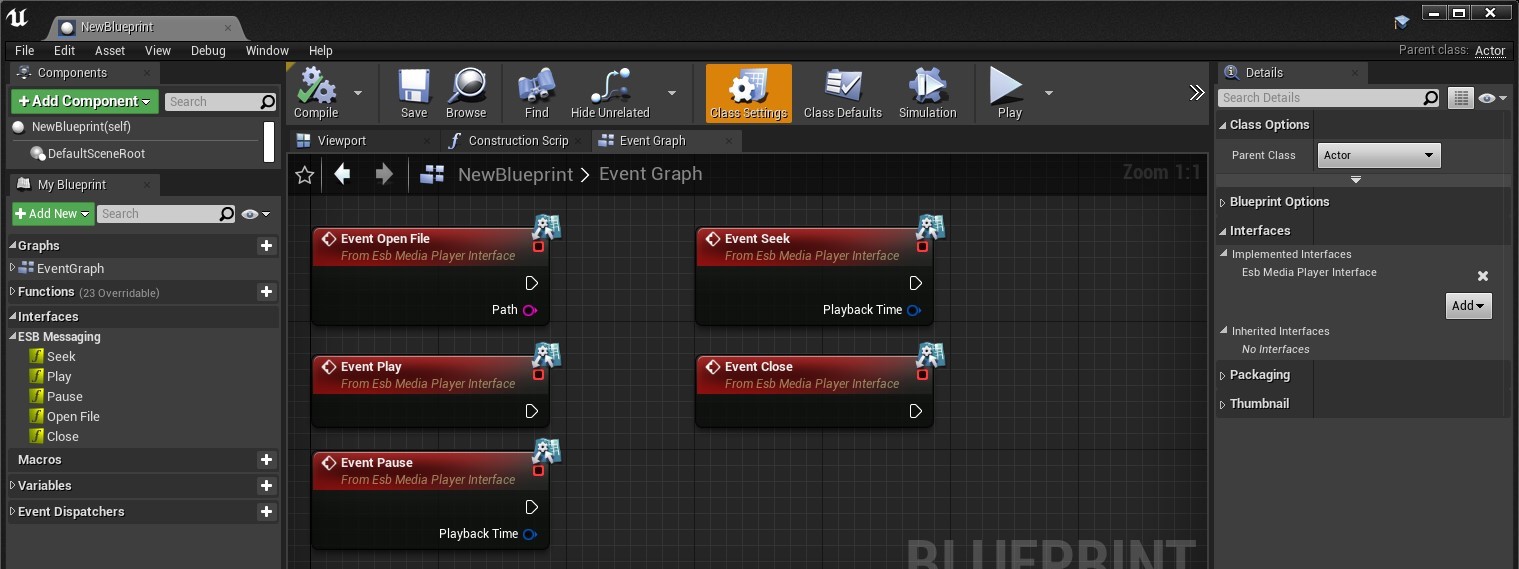 NewBlueprint
File Edit Asset View Debug Window Help
Parent class: Actor
Components
+Add Component
Search
NewBlueprint(self)
DefaultSceneRoot
My Blueprint
+Add New
Search
Graphs
EventGraph
Functions (23 Overridable)
Interfaces
ESB Messaging
Seek
Play
Pause
Open File
Close
Macros
Variables
Event Dispatchers
Compile
Save
Browse
Find
Hide Unrelated
Class Settings
Class Defaults
Simulation
Play
Viewport
Construction Scrip
Event Graph
NewBlueprint > Event Graph
Zoom 1:1
Event Open File
From Esb Media Player Interface
Path
Event Seek
From Esb Media Player Interface
Playback Time
Event Play
From Esb Media Player Interface
Event Close
From Esb Media Player Interface
Event Pause
From Esb Media Player Interface
Playback Time
BLUEPRINT
Details
Search Details
Class Options
Parent Class
Actor
Blueprint Options
Interfaces
Implemented Interfaces
Esb Media Player Interface
Add
Inherited Interfaces
No Interfaces
Packaging
Thumbnail